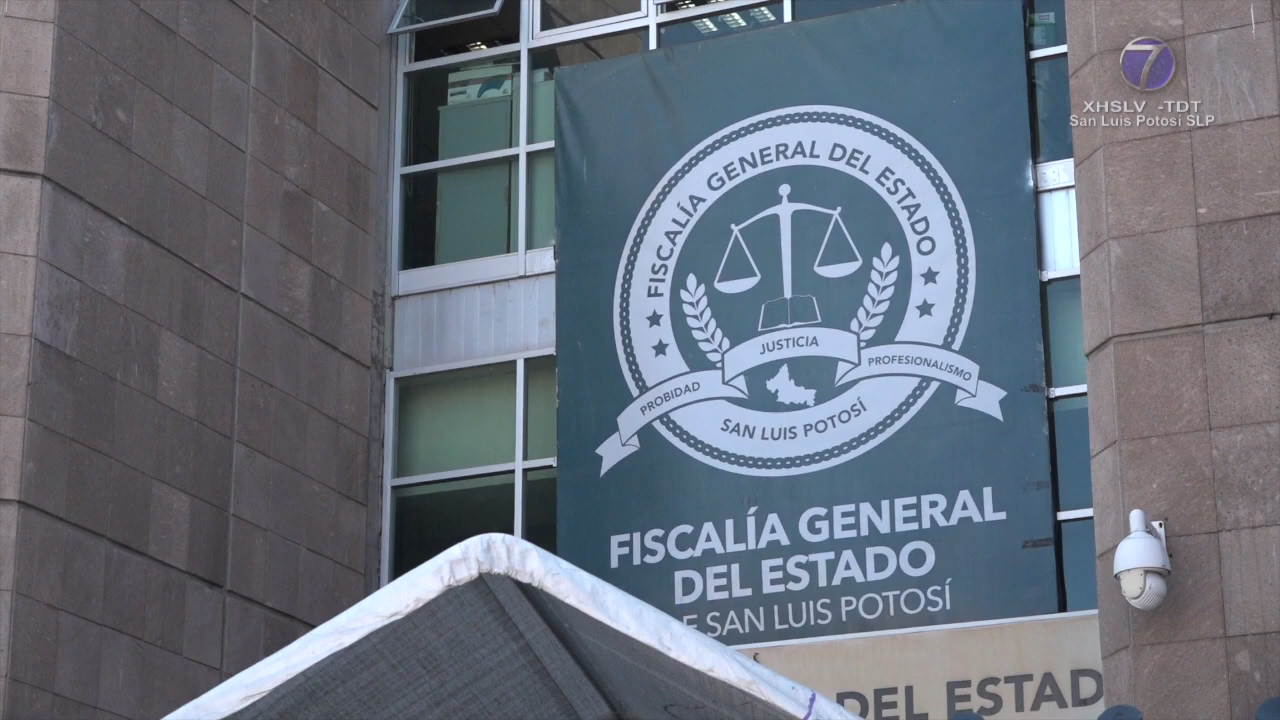 7
XHSLV -TDT
San Luis Potosí SLP
FISCALÍA GENERAL DEL ESTADO
JUSTICIA
PROBIDAD
PROFESIONALISMO
SAN LUIS POTOSÍ
FISCALÍA GENERAL
DEL ESTADO
E SAN LUIS POTOSÍ
DEL ESTAD